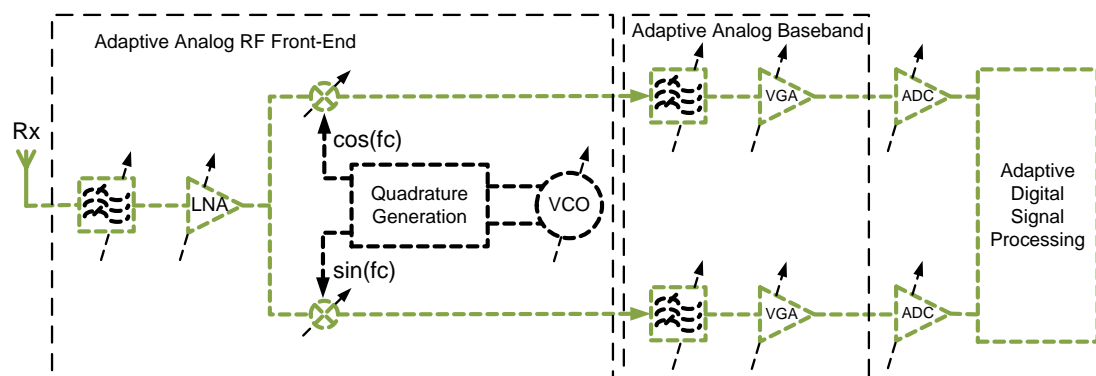 Adaptive Analog RF Front-End
Adaptive Analog Baseband
Rx
LNA
cos(fc)
Quadrature
Generation
sin(fc)
VCO
VGA
ADC
VGA
ADC
Adaptive
Digital
Signal
Processing